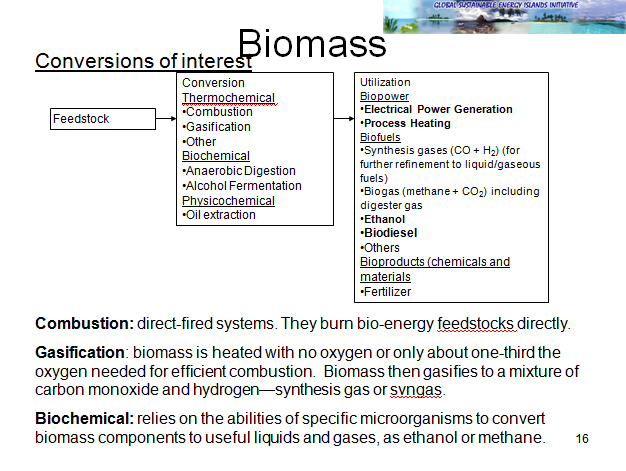 GLOBAL SUSTAINABLE ENERGY ISLANDS INITIATIVE
Biomass
Conversions of interest
Feedstock
Conversion
Thermochemical
•Combustion
•Gasification
•Other
Biochemical
•Anaerobic Digestion
•Alcohol Fermentation
Physicochemical
•Oil extraction
Utilization
Biopower
•Electrical Power Generation
•Process Heating
Biofuels
•Synthesis gases (CO + H2) (for
further refinement to liquid/gaseous
fuels)
•Biogas (methane + CO2) including
digester gas
•Ethanol
•Biodiesel
•Others
Bioproducts (chemicals and
materials
•Fertilizer
Combustion: direct-fired systems. They burn bio-energy feedstocks directly.
Gasification: biomass is heated with no oxygen or only about one-third the
oxygen needed for efficient combustion.  Biomass then gasifies to a mixture of
carbon monoxide and hydrogen—synthesis gas or syngas.
Biochemical: relies on the abilities of specific microorganisms to convert
biomass components to useful liquids and gases, as ethanol or methane.
16